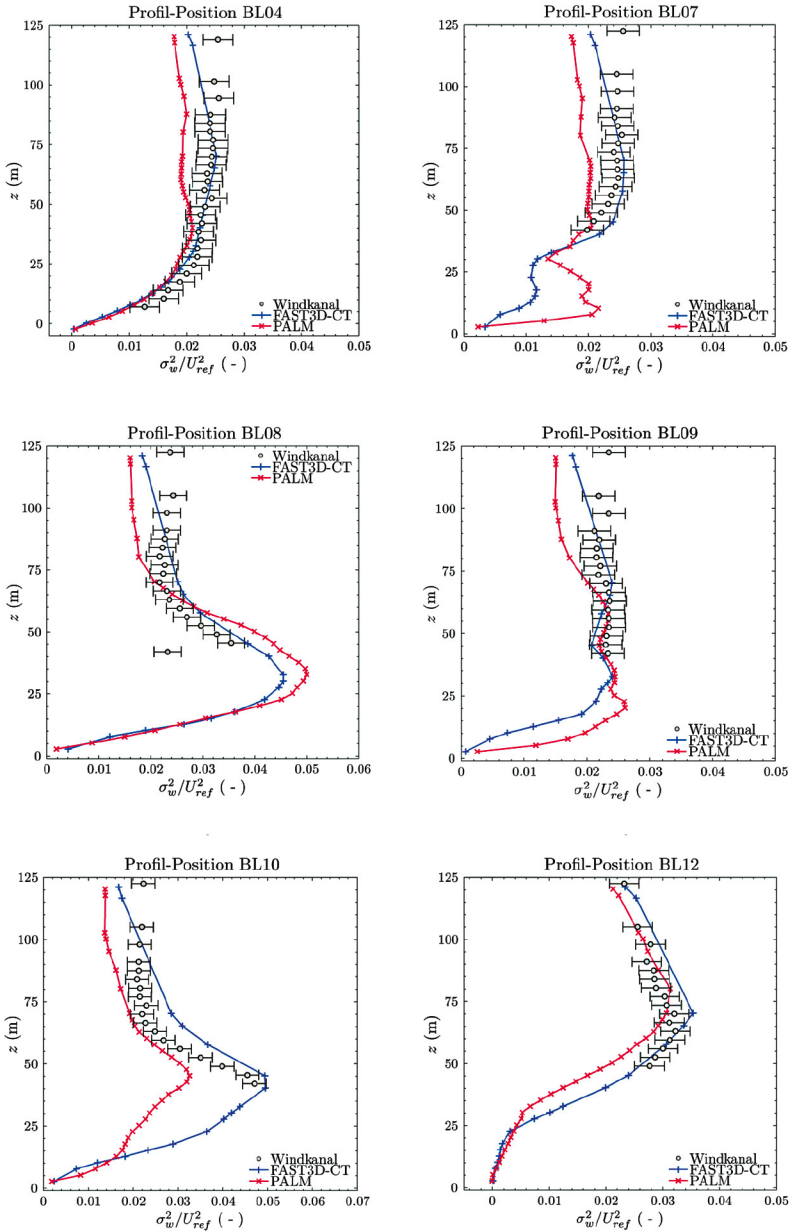 Profil-Position BL04
125
100
75
50
25
0
z (m)
Windkanal
FAST3D-CT
PALM
0 0.01 0.02 0.03 0.04 0.05
σ²w/U²ref ( - )
Profil-Position BL07
125
100
75
50
25
0
z (m)
Windkanal
FAST3D-CT
PALM
0 0.01 0.02 0.03 0.04 0.05
σ²w/U²ref ( - )
Profil-Position BL08
125
100
75
50
25
0
z (m)
Windkanal
FAST3D-CT
PALM
0 0.01 0.02 0.03 0.04 0.05 0.06
σ²w/U²ref ( - )
Profil-Position BL09
125
100
75
50
25
0
z (m)
Windkanal
FAST3D-CT
PALM
0 0.01 0.02 0.03 0.04 0.05
σ²w/U²ref ( - )
Profil-Position BL10
125
100
75
50
25
0
z (m)
Windkanal
FAST3D-CT
PALM
0 0.01 0.02 0.03 0.04 0.05 0.06 0.07
σ²w/U²ref ( - )
Profil-Position BL12
125
100
75
50
25
0
z (m)
Windkanal
FAST3D-CT
PALM
0 0.01 0.02 0.03 0.04 0.05
σ²w/U²ref ( - )